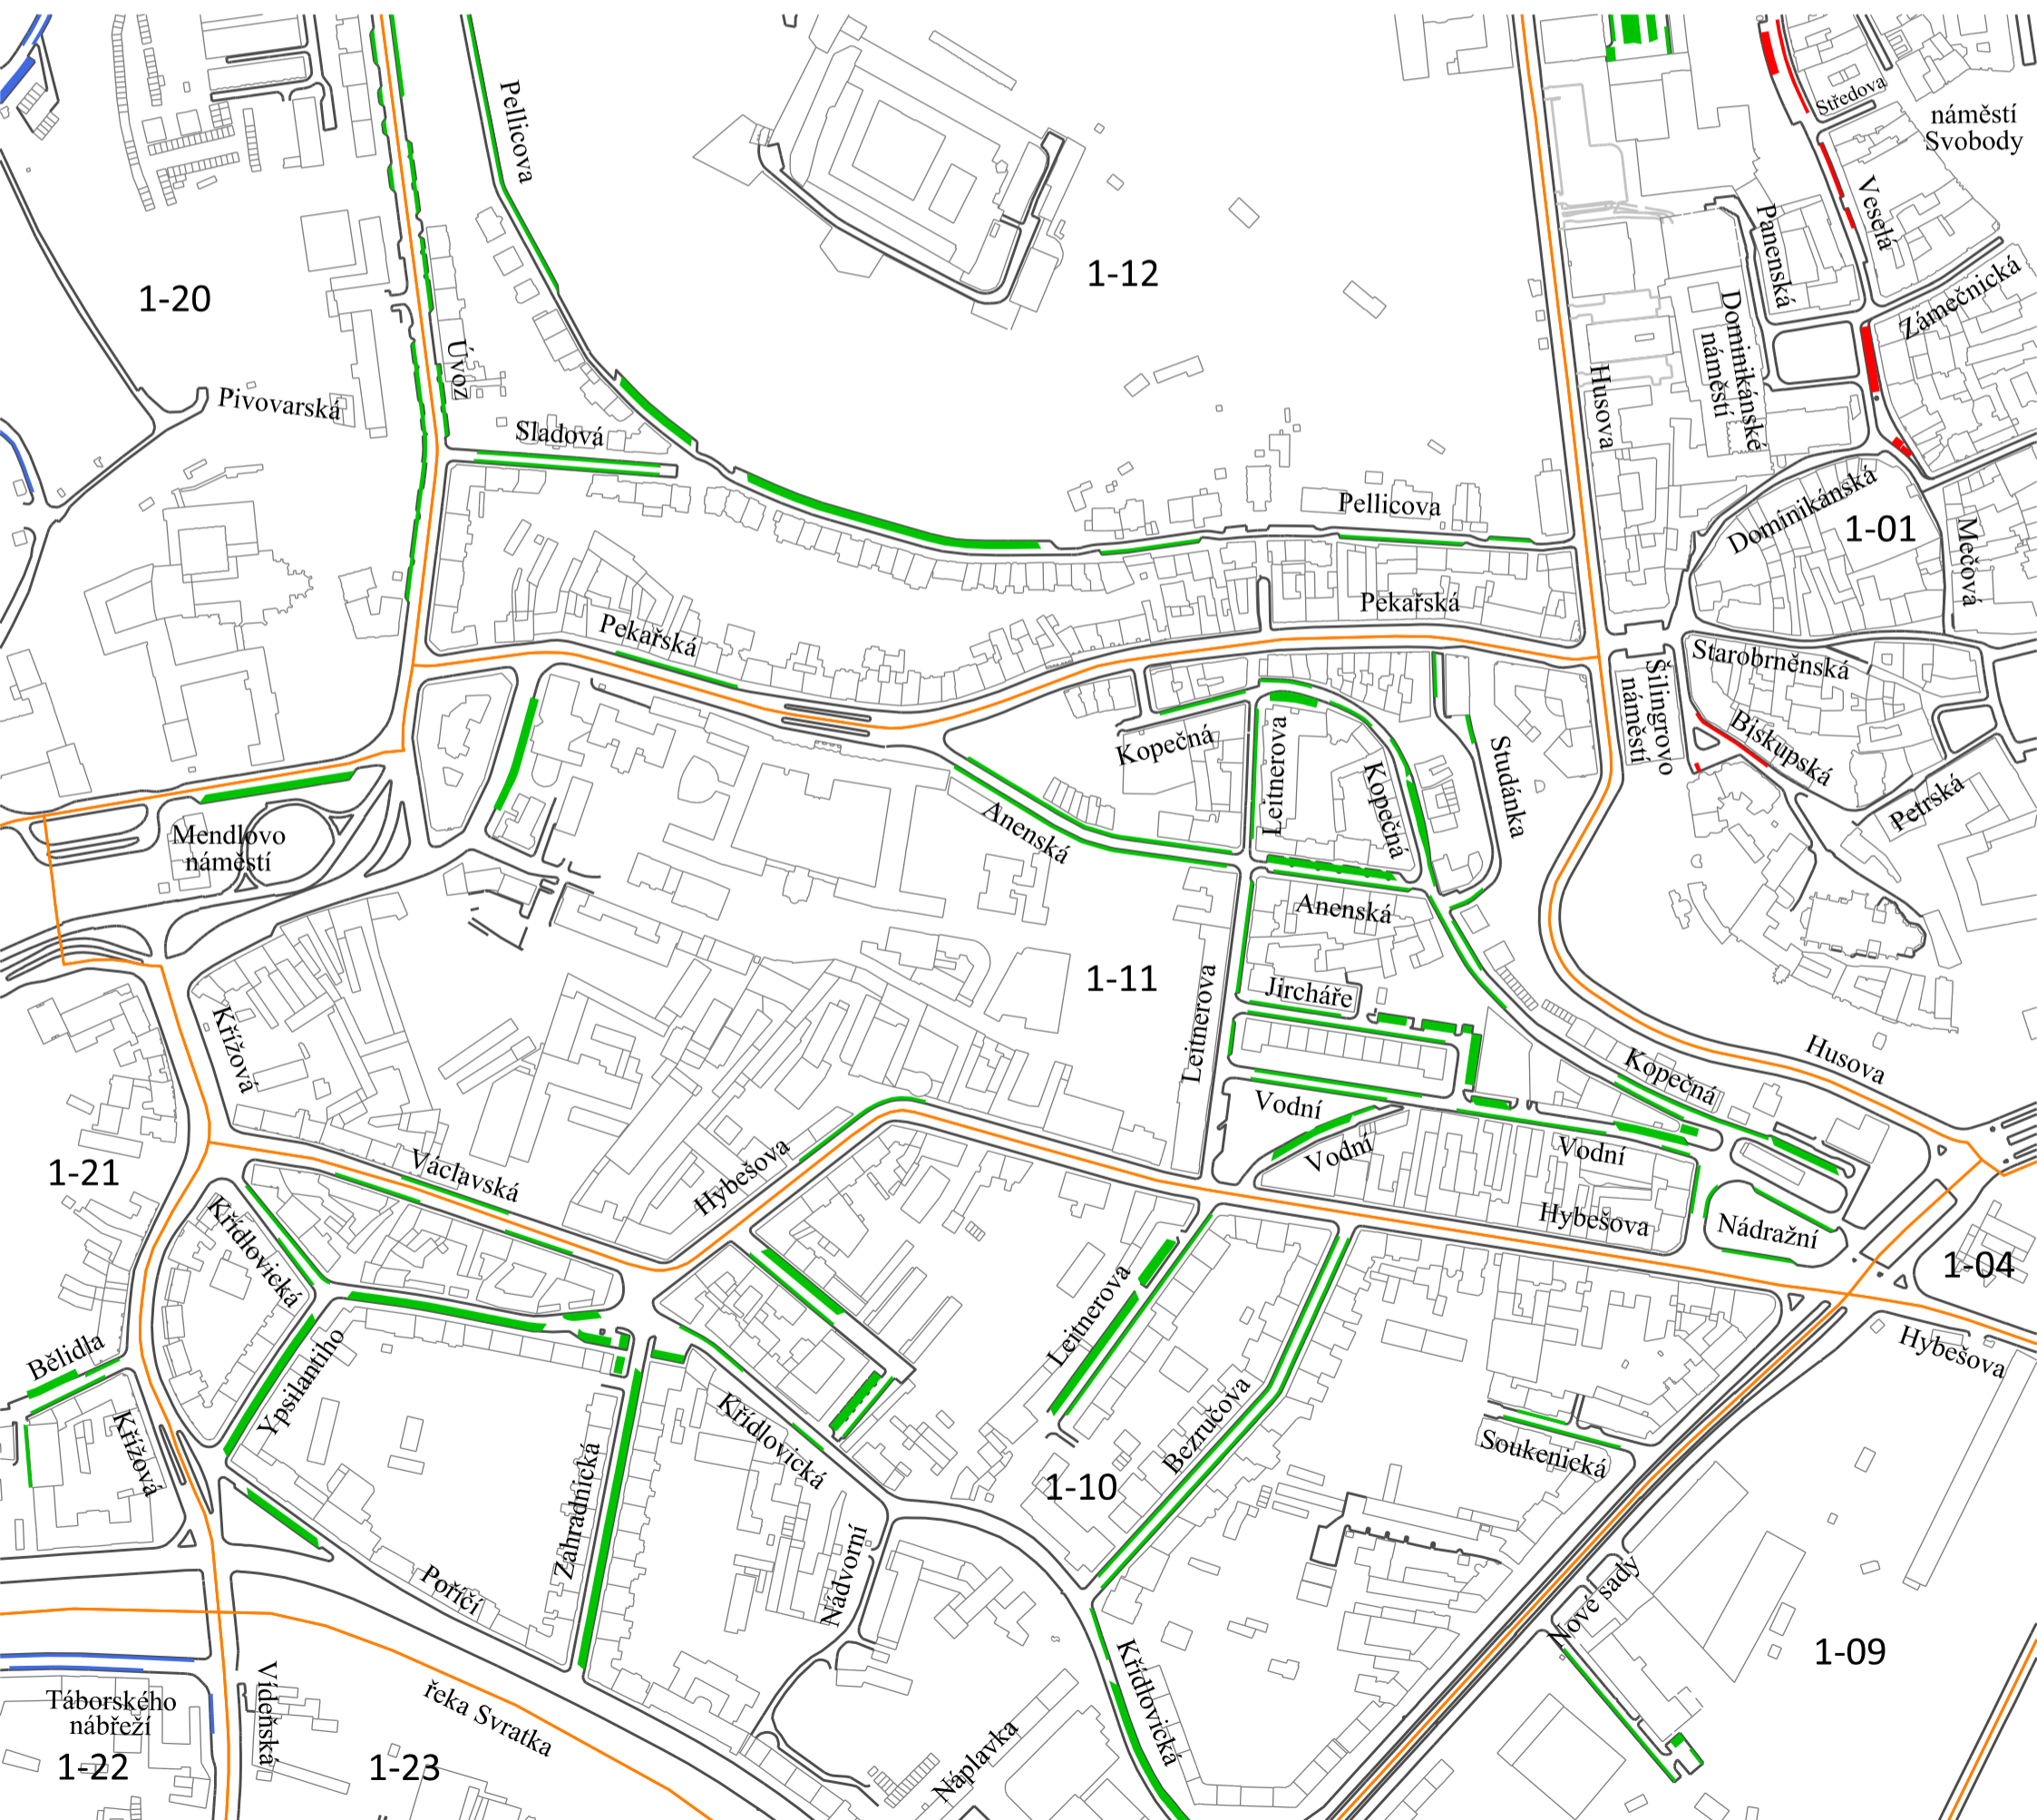 Středova
náměstí
Svobody
Pellicova
Veselá
Panenská
1-12
1-20
Zámečnická
Dominikánské
náměstí
Úvoz
Husova
Pivovarská
Sladová
Pellicova
Dominikánská
1-01
Mečová
Pekařská
Pekařská
Starobrněnská
Šilingrovo
náměstí
Biskupská
Petrská
Kopečná
Leitnerova
Kopečná
Studánka
Anenská
Mendlovo
náměstí
Anenská
1-11
Jircháře
Leitnerova
Křížová
Husova
Kopečná
Vodní
Vodní
Vodní
1-21
Václavská
Hybešova
Křídlovická
Hybešova
Nádražní
1-04
Leitnerova
Hybešova
Bělidla
Ypsilantiho
Křížová
Křídlovická
Bezručova
Soukenická
1-10
Zahradnická
Nádvorní
Poříčí
Nové sady
1-09
Křídlovická
Vídeňská
Táborského
nábřeží
řeka Svratka
Náplavka
1-22
1-23